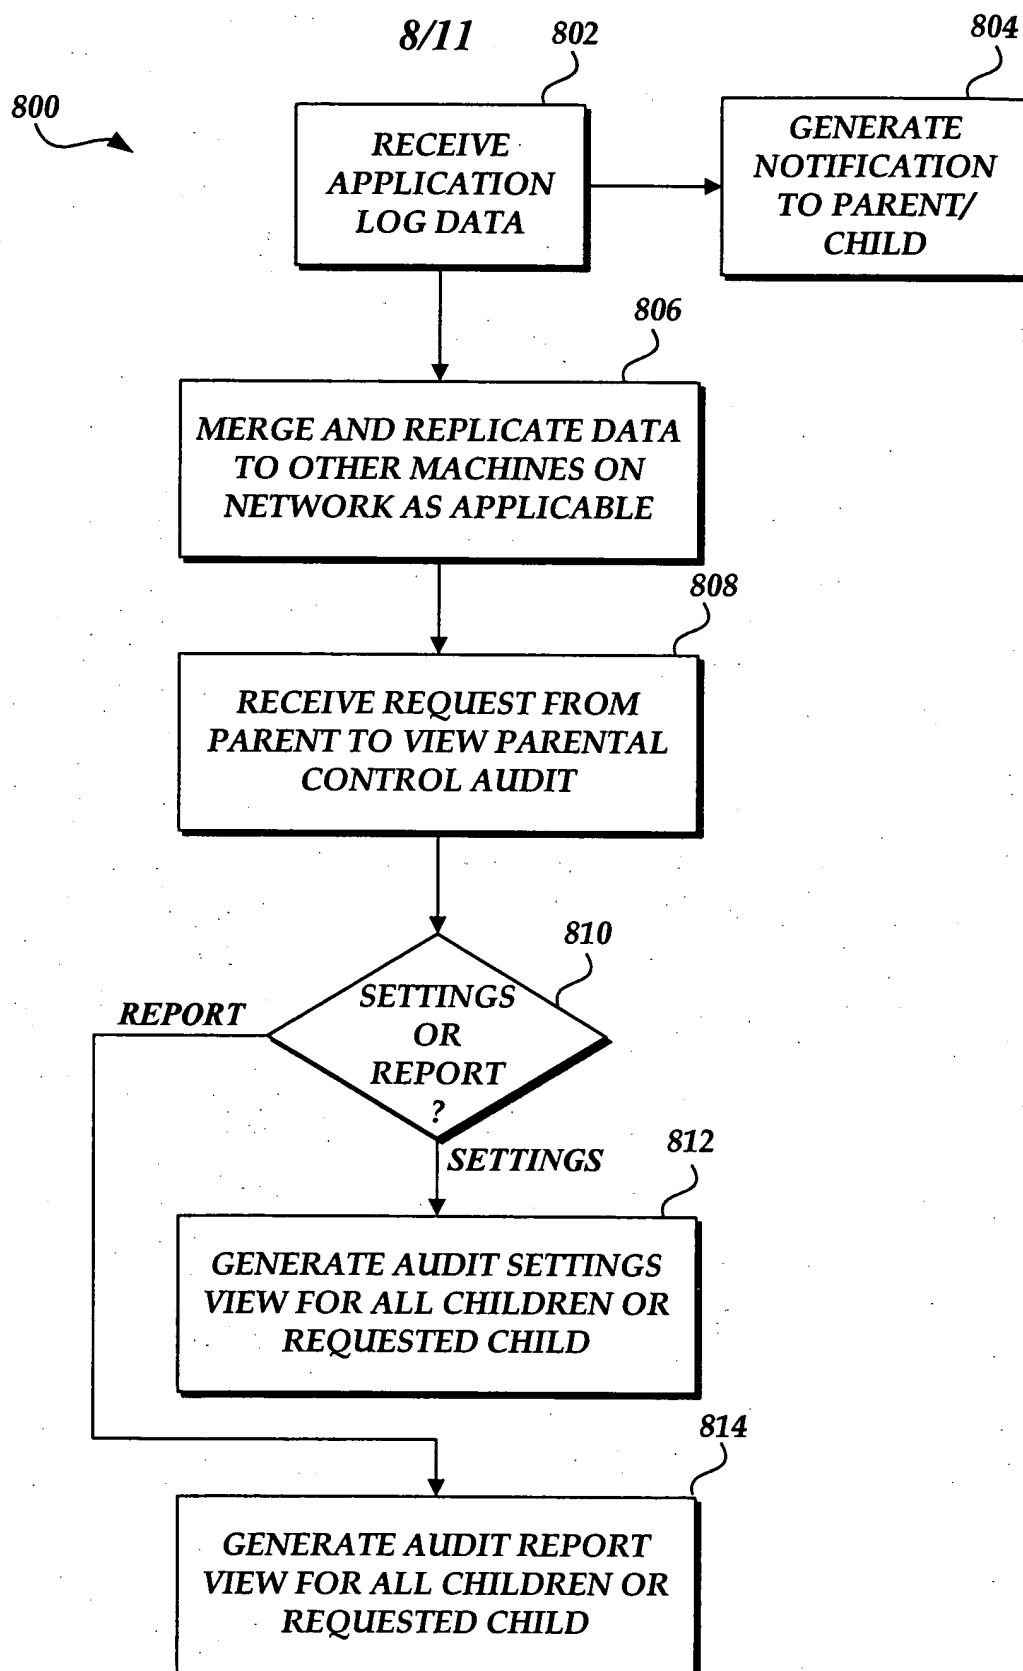 8/11
800
802
RECEIVE
APPLICATION
LOG DATA
804
GENERATE
NOTIFICATION
TO PARENT/
CHILD
806
MERGE AND REPLICATE DATA
TO OTHER MACHINES ON
NETWORK AS APPLICABLE
808
RECEIVE REQUEST FROM
PARENT TO VIEW PARENTAL
CONTROL AUDIT
810
SETTINGS
OR
REPORT
?
REPORT
SETTINGS
812
GENERATE AUDIT SETTINGS
VIEW FOR ALL CHILDREN OR
REQUESTED CHILD
814
GENERATE AUDIT REPORT
VIEW FOR ALL CHILDREN OR
REQUESTED CHILD